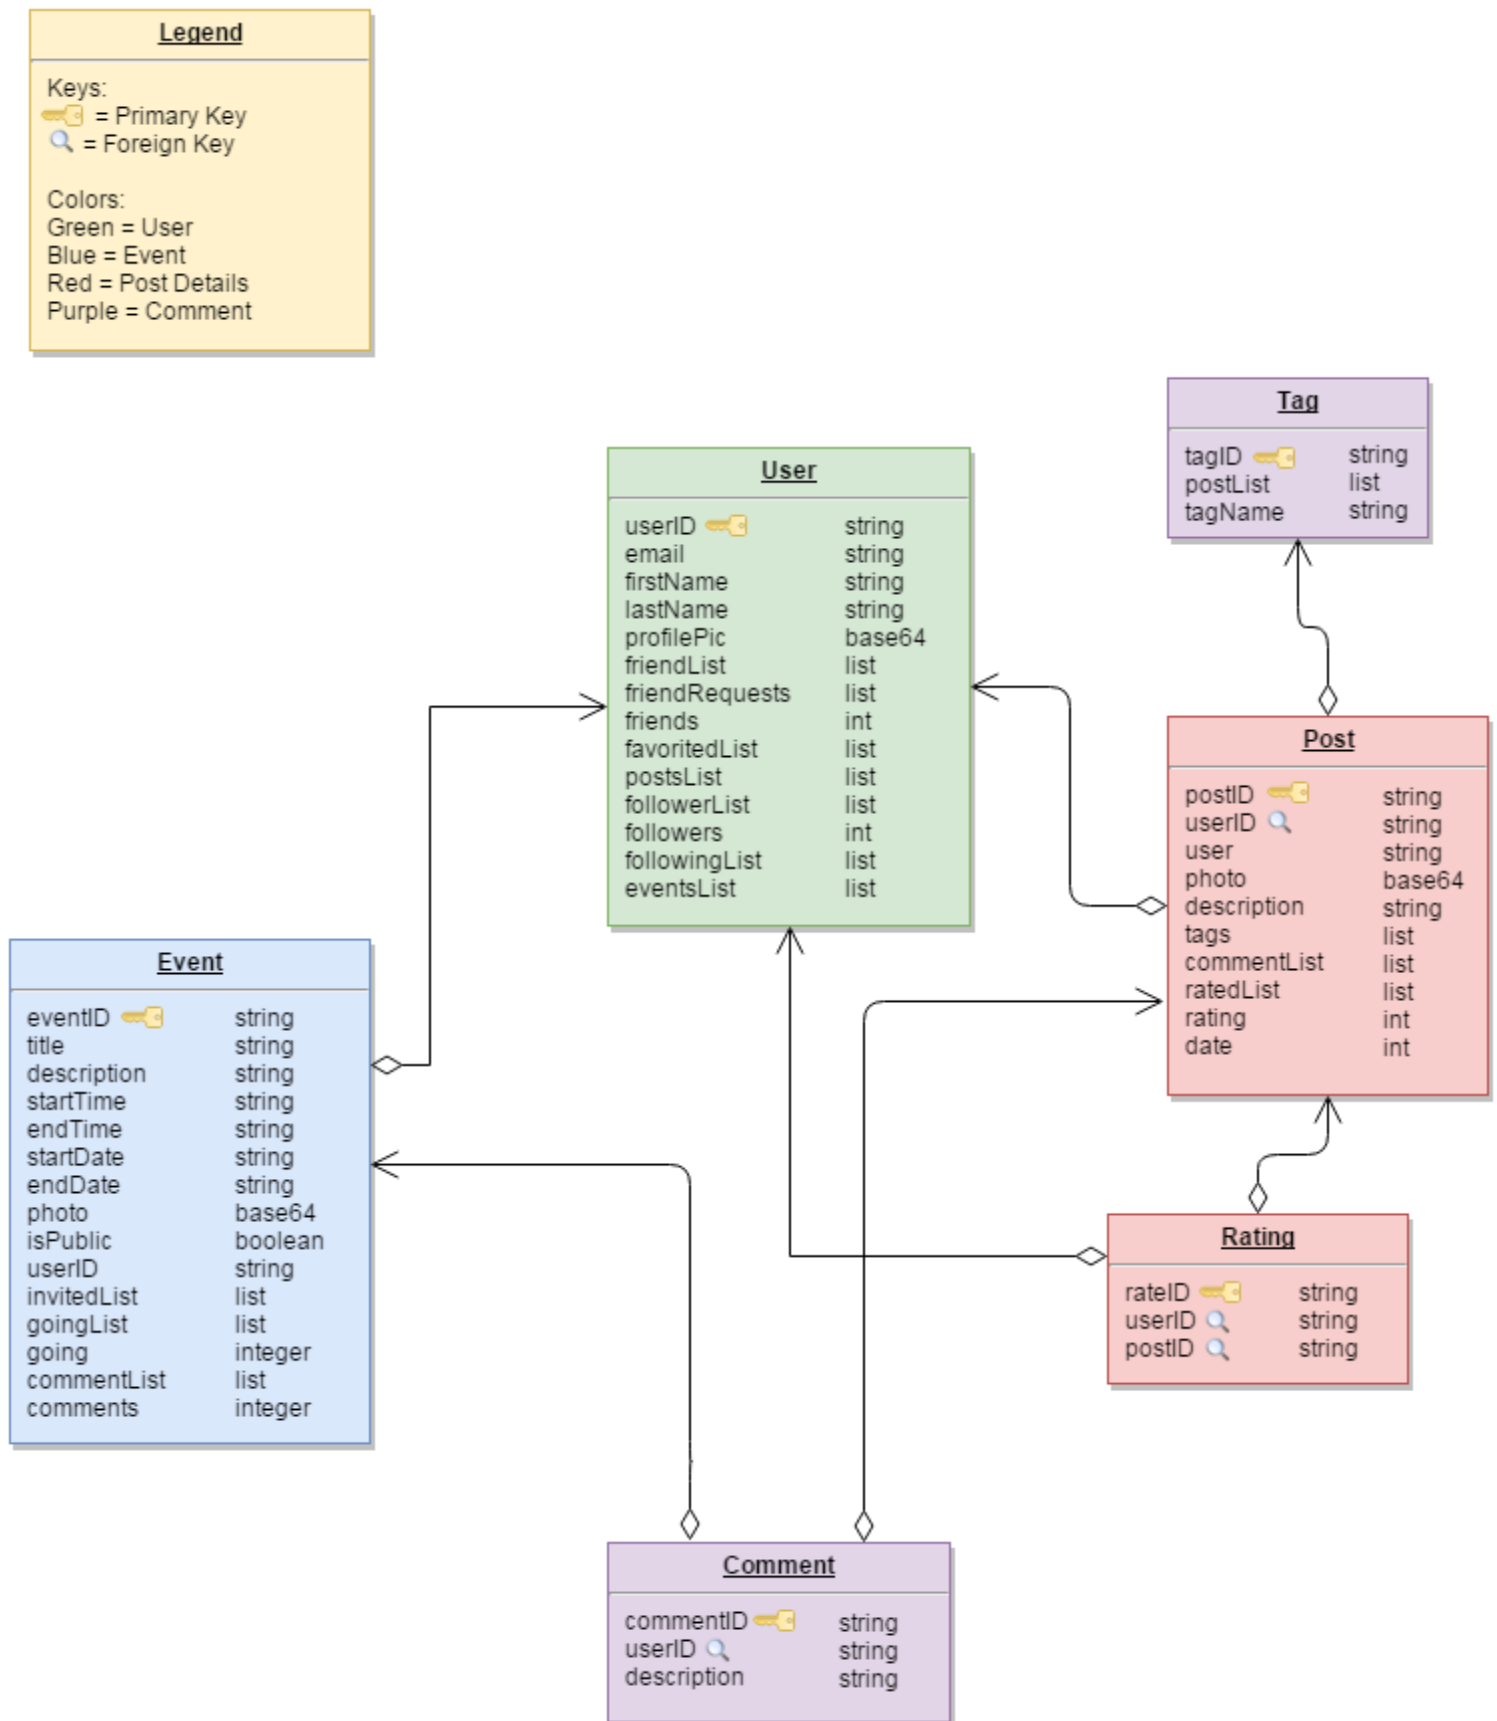 Legend
Keys:
= Primary Key
= Foreign Key
Colors:
Green = User
Blue = Event
Red = Post Details
Purple = Comment
Tag
tagID string
postList list
tagName string
User
userID string
email string
firstName string
lastName string
profilePic base64
friendList list
friendRequests list
friends int
favoritedList list
postsList list
followerList list
followers int
followingList list
eventsList list
Post
postID string
userID string
user string
photo base64
description string
tags list
commentList list
ratedList list
rating int
date int
Event
eventID string
title string
description string
startTime string
endTime string
startDate string
endDate string
photo base64
isPublic boolean
userID string
invitedList list
goingList list
going integer
commentList list
comments integer
Rating
rateID string
userID string
postID string
Comment
commentID string
userID string
description string